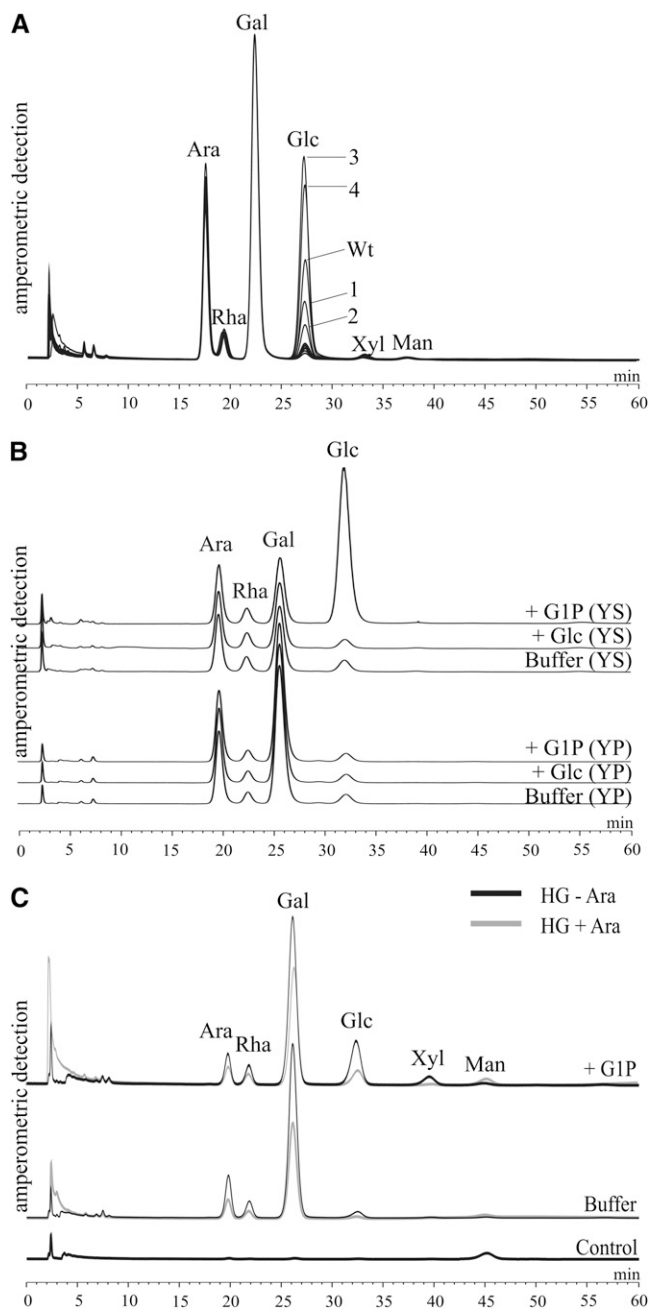 A
amperometric detection
Gal
Ara
Glc
3
4
Wt
Rha
1
2
Xyl
Man
min
0 5 10 15 20 25 30 35 40 45 50 55 60
B
amperometric detection
Glc
Ara
Gal
Rha
+ G1P (YS)
+ Glc (YS)
Buffer (YS)
+ G1P (YP)
+ Glc (YP)
Buffer (YP)
min
0 5 10 15 20 25 30 35 40 45 50 55 60
C
amperometric detection
Gal
HG - Ara
HG + Ara
Ara
Rha
Glc
Xyl
Man
+ G1P
Buffer
Control
min
0 5 10 15 20 25 30 35 40 45 50 55 60